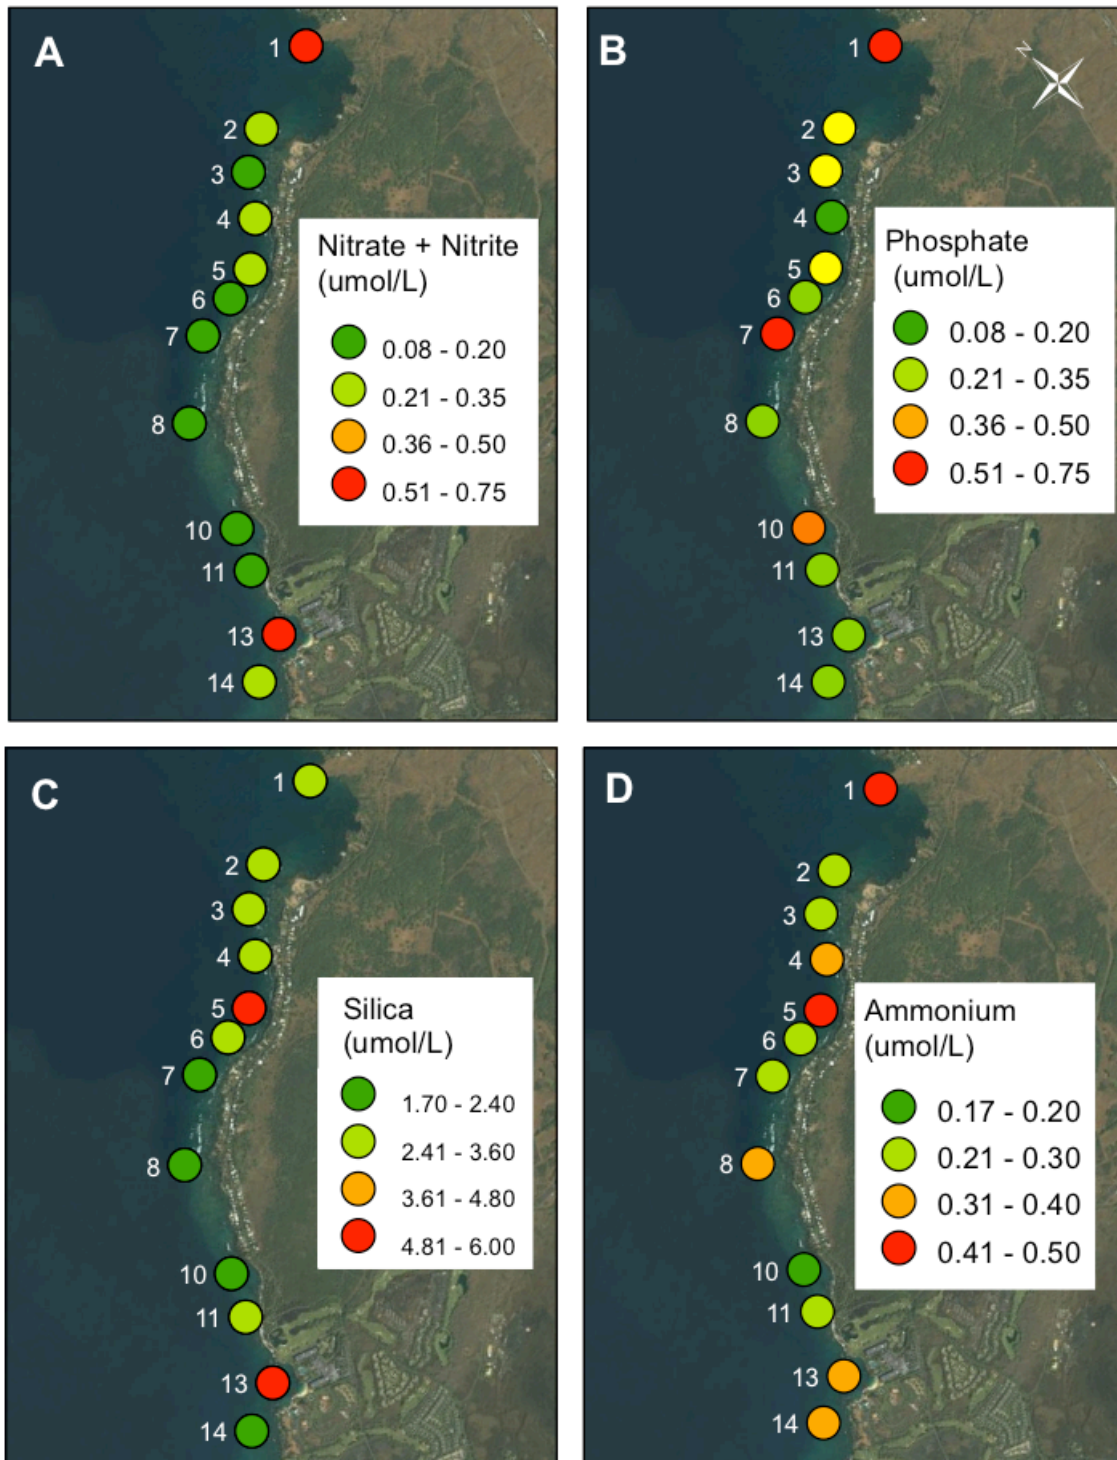 A
1
2
3
4
5
6
7
8
10
11
13
14
Nitrate + Nitrite
(umol/L)
0.08 - 0.20
0.21 - 0.35
0.36 - 0.50
0.51 - 0.75
B
N
1
2
3
4
5
6
7
8
10
11
13
14
Phosphate
(umol/L)
0.08 - 0.20
0.21 - 0.35
0.36 - 0.50
0.51 - 0.75
C
1
2
3
4
5
6
7
8
10
11
13
14
Silica
(umol/L)
1.70 - 2.40
2.41 - 3.60
3.61 - 4.80
4.81 - 6.00
D
1
2
3
4
5
6
7
8
10
11
13
14
Ammonium
(umol/L)
0.17 - 0.20
0.21 - 0.30
0.31 - 0.40
0.41 - 0.50